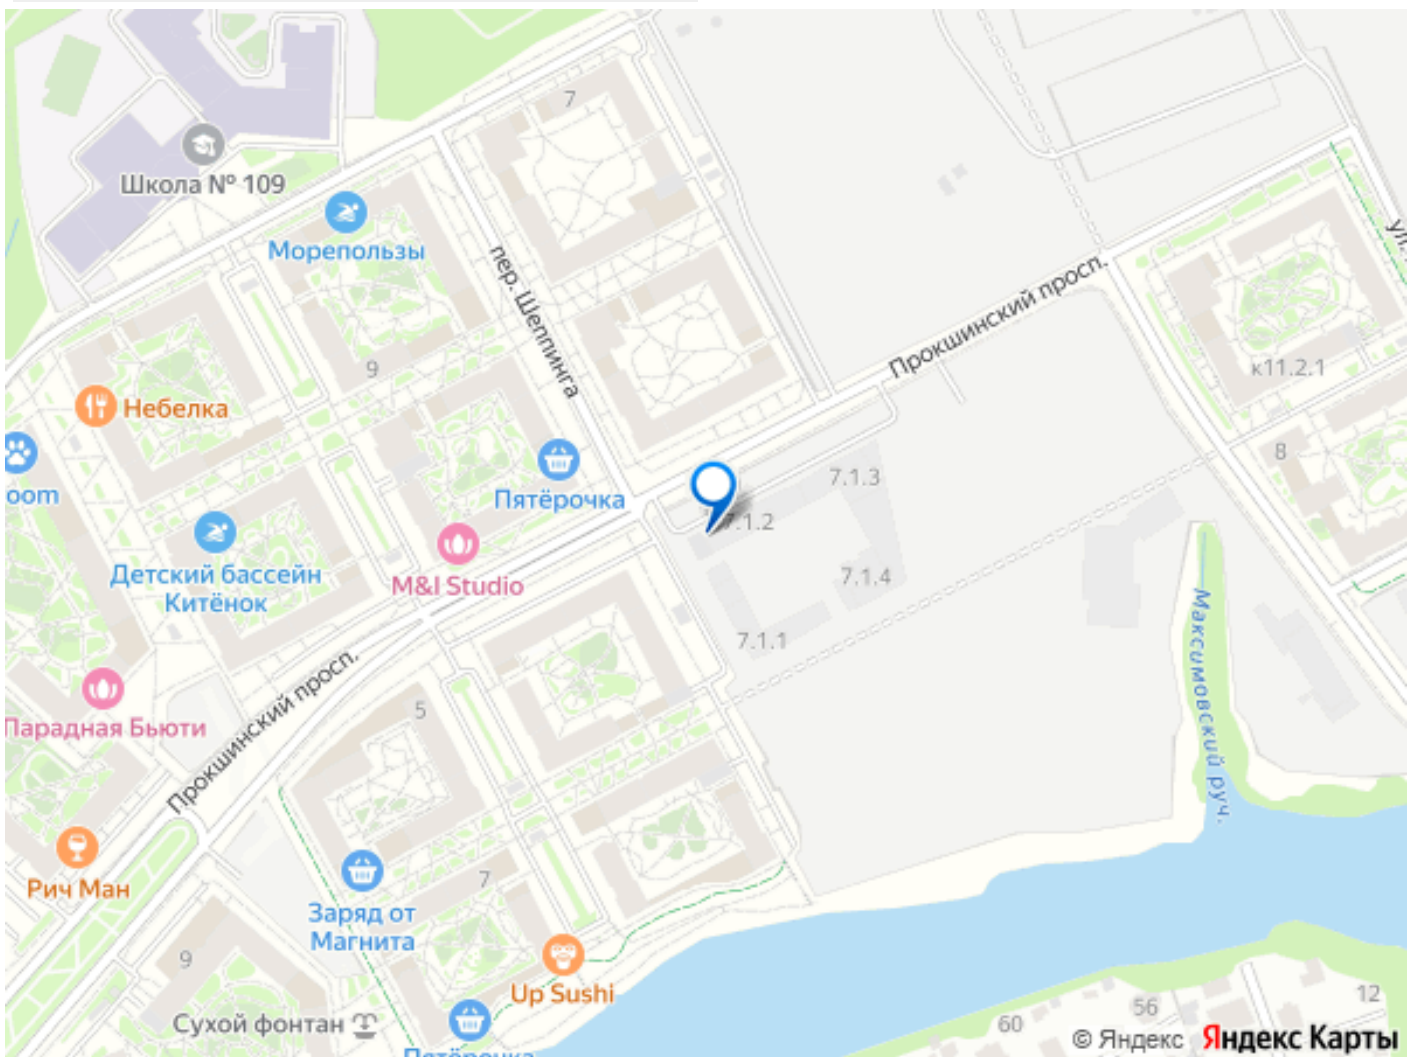 7
Школа № 109
Морепользы
пер. Шеппинга
Прокшинский просп.
ул.
9
к11.2.1
Небелка
8
oom
Пятёрочка
7.1.3
7.1.2
M&I Studio
Детский бассейн
Китёнок
7.1.4
7.1.1
Максимовский руч.
Парадная Бьюти
5
Прокшинский просп.
Рич Ман
7
Заряд от
Магнита
9
Up Sushi
Сухой фонтан
Пятёрочка
12
56
60
© Яндекс Яндекс Карты